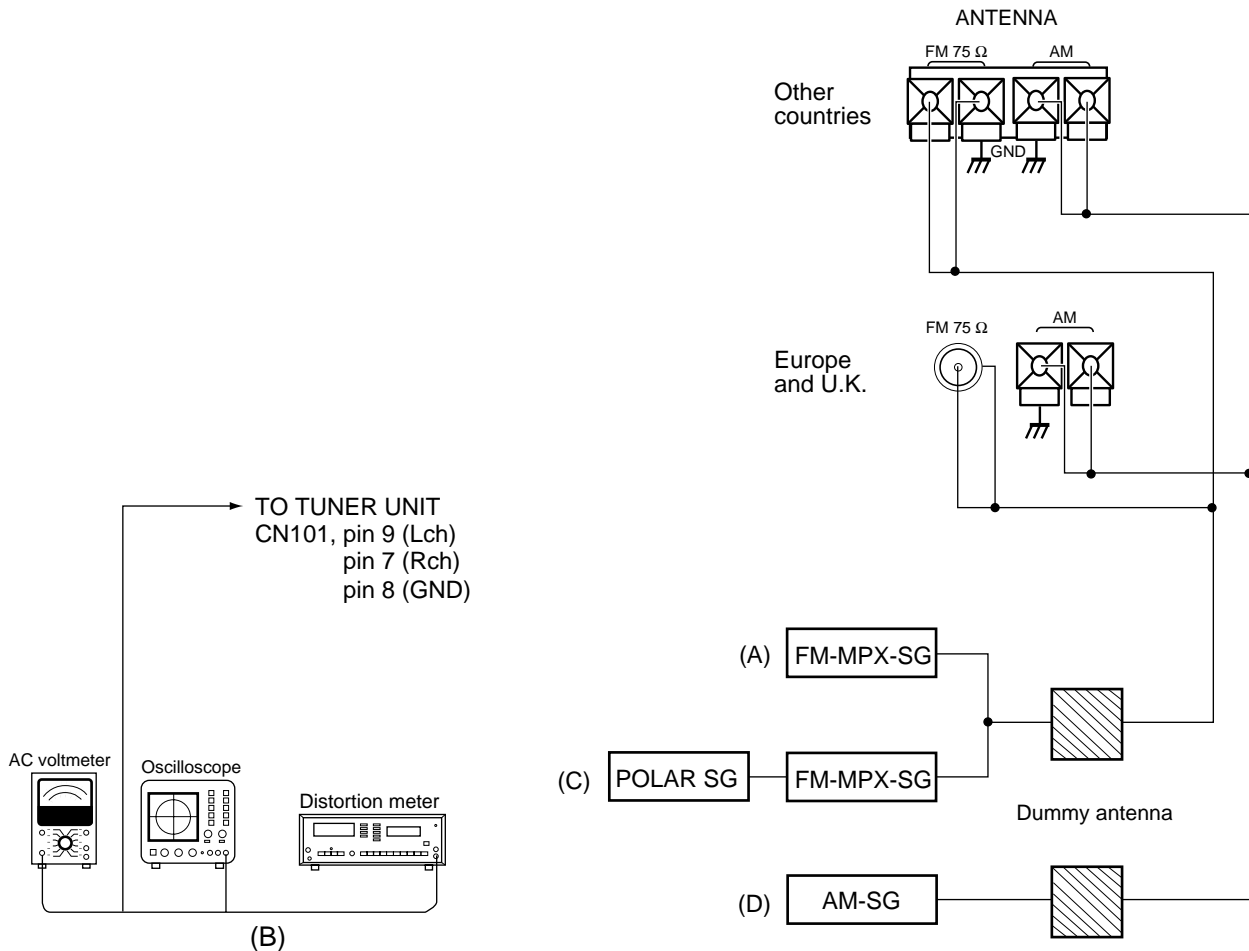 ANTENNA
FM 75 Ω
AM
Other
countries
GND
FM 75 Ω
AM
Europe
and U.K.
TO TUNER UNIT
CN101, pin 9 (Lch)
pin 7 (Rch)
pin 8 (GND)
(A)
FM-MPX-SG
AC voltmeter
Oscilloscope
Distortion meter
(C)
POLAR SG
FM-MPX-SG
Dummy antenna
(D)
AM-SG
(B)